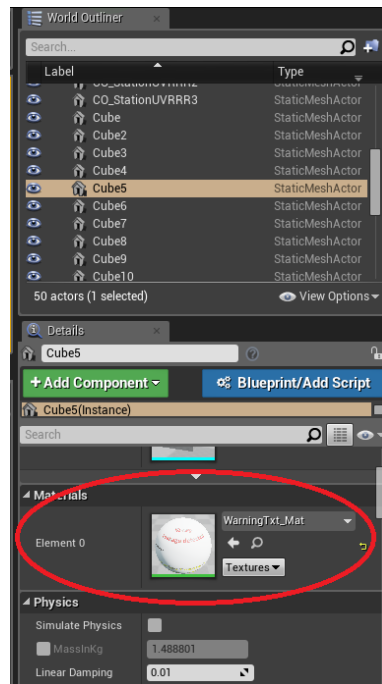 World Outliner
Search...
Label Type
CO_StationUVRRR2 StaticMeshActor
CO_StationUVRRR3 StaticMeshActor
Cube StaticMeshActor
Cube2 StaticMeshActor
Cube3 StaticMeshActor
Cube4 StaticMeshActor
Cube5 StaticMeshActor
Cube6 StaticMeshActor
Cube7 StaticMeshActor
Cube8 StaticMeshActor
Cube9 StaticMeshActor
Cube10 StaticMeshActor
50 actors (1 selected) View Options
Details
Cube5
+Add Component Blueprint/Add Script
Cube5(Instance)
Search
Materials
Element 0 WarningTxt_Mat
Textures
Physics
Simulate Physics
MassInKg 1.488801
Linear Damping 0.01